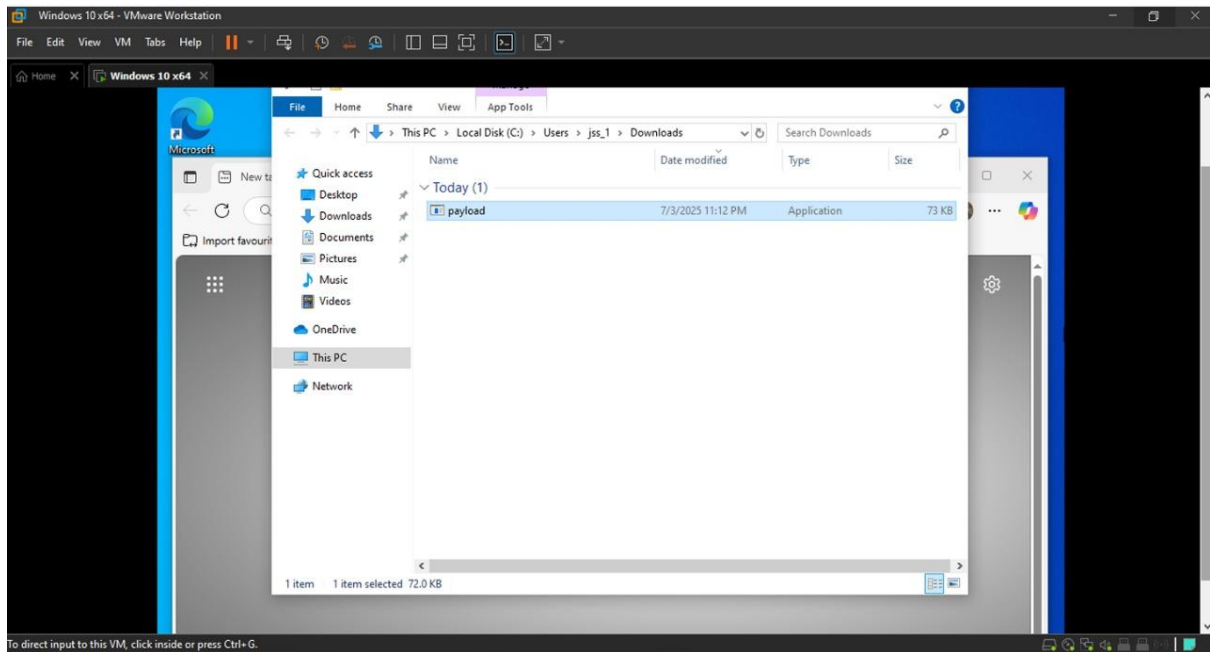 Windows 10 x64 - VMware Workstation
File Edit View VM Tabs Help
Home Windows 10 x64
File Home Share View App Tools
This PC > Local Disk (C:) > Users > jss_1 > Downloads Search Downloads
Microsoft
Name Date modified Type Size
New ta
Quick access
Today (1)
Desktop
payload 7/3/2025 11:12 PM Application 73 KB
Downloads
Documents
Import favourit
Pictures
Music
Videos
OneDrive
This PC
Network
1 item 1 item selected 72.0 KB
To direct input to this VM, click inside or press Ctrl+G.